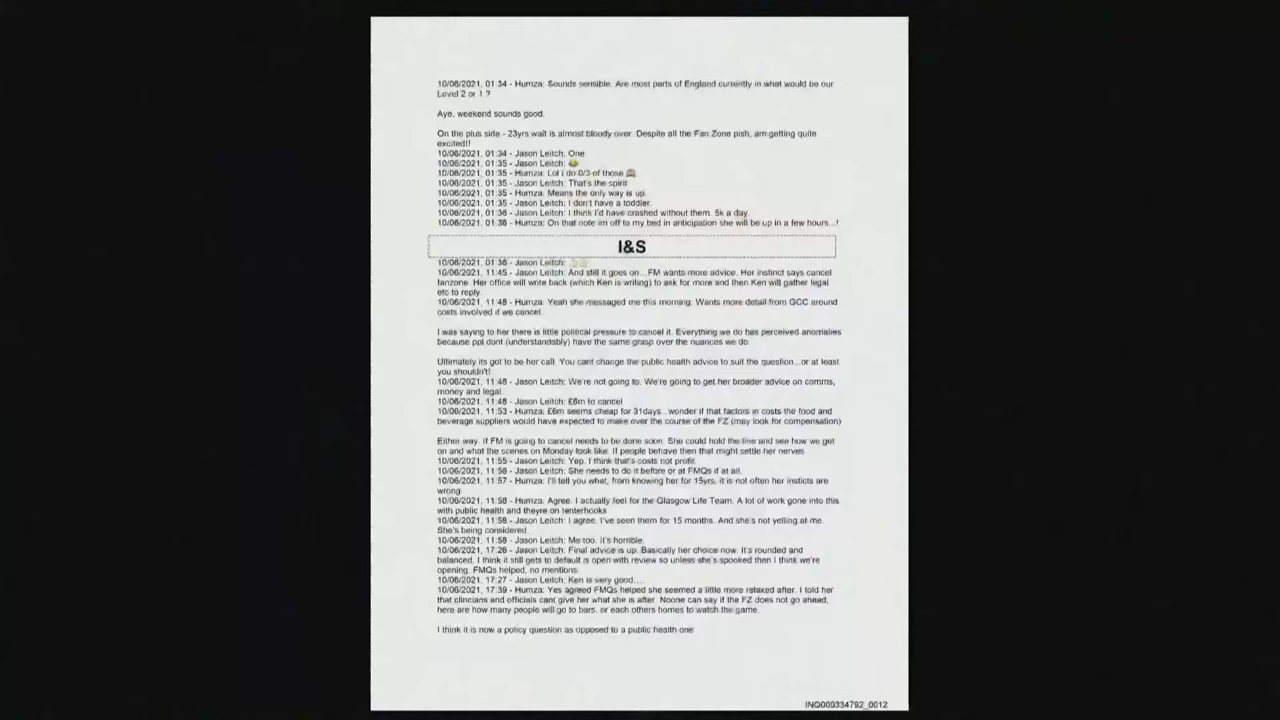 10/06/2021, 01:34 - Humza: Sounds sensible. Are most parts of England currently in what would be our
Level 2 or 1 ?
Aye, weekend sounds good.
On the plus side - 23yrs wait is almost bloody over. Despite all the Fan Zone pish, am getting quite
excited!!
10/06/2021, 01:34 - Jason Leitch: One
10/06/2021, 01:35 - Jason Leitch: 😂
10/06/2021, 01:35 - Humza: Lol i do 0/3 of those
10/06/2021, 01:35 - Jason Leitch: That's the spirit
10/06/2021, 01:35 - Humza: Means the only way is up.
10/06/2021, 01:35 - Jason Leitch: I don't have a toddler.
10/06/2021, 01:36 - Jason Leitch: I think I'd have crashed without them. 5k a day.
10/06/2021, 01:36 - Humza: On that note im off to my bed in anticipation she will be up in a few hours...!
I&S
10/06/2021, 01:36 - Jason Leitch:
10/06/2021, 11:45 - Jason Leitch: And still it goes on...FM wants more advice. Her instinct says cancel
fanzone. Her office will write back (which Ken is writing) to ask for more and then Ken will gather legal
etc to reply.
10/06/2021, 11:48 - Humza: Yeah she messaged me this morning. Wants more detail from GCC around
costs involved if we cancel.
I was saying to her there is little political pressure to cancel it. Everything we do has perceived anomalies
because ppl dont (understandably) have the same grasp over the nuances we do.
Ultimately its got to be her call. You cant change the public health advice to suit the question...or at least
you shouldn't!
10/06/2021, 11:48 - Jason Leitch: We're not going to. We're going to get her broader advice on comms,
money and legal.
10/06/2021, 11:48 - Jason Leitch: £6m to cancel
10/06/2021, 11:53 - Humza: £6m seems cheap for 31days...wonder if that factors in costs the food and
beverage suppliers would have expected to make over the course of the FZ (may look for compensation)
Either way. If FM is going to cancel needs to be done soon. She could hold the line and see how we get
on and what the scenes on Monday look like. If people behave then that might settle her nerves
10/06/2021, 11:55 - Jason Leitch: Yep. I think that's costs not profit.
10/06/2021, 11:56 - Jason Leitch: She needs to do it before or at FMQs if at all.
10/06/2021, 11:57 - Humza: I'll tell you what, from knowing her for 15yrs, it is not often her insticts are
wrong.
10/06/2021, 11:58 - Humza: Agree. I actually feel for the Glasgow Life Team. A lot of work gone into this
with public health and theyre on tenterhooks
10/06/2021, 11:58 - Jason Leitch: I agree. I've seen them for 15 months. And she's not yelling at me.
She's being considered.
10/06/2021, 11:58 - Jason Leitch: Me too. It's horrible.
10/06/2021, 17:26 - Jason Leitch: Final advice is up. Basically her choice now. It's rounded and
balanced. I think it still gets to default is open with review so unless she's spooked then I think we're
opening. FMQs helped, no mentions.
10/06/2021, 17:27 - Jason Leitch: Ken is very good....
10/06/2021, 17:39 - Humza: Yes agreed FMQs helped she seemed a little more relaxed after. I told her
that clincians and officials cant give her what she is after. Noone can say if the FZ does not go ahead,
here are how many people will go to bars, or each others homes to watch the game.
I think it is now a policy question as opposed to a public health one
INQ000334792_0012